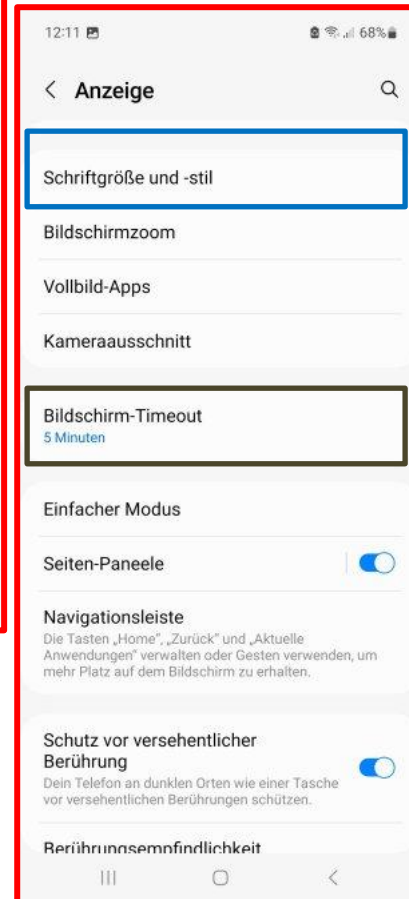 12:11 68%
Anzeige
Schriftgröße und -stil
Bildschirmzoom
Vollbild-Apps
Kameraausschnitt
Bildschirm-Timeout
5 Minuten
Einfacher Modus
Seiten-Paneele
Navigationsleiste
Die Tasten „Home", „Zurück" und „Aktuelle
Anwendungen" verwalten oder Gesten verwenden, um
mehr Platz auf dem Bildschirm zu erhalten.
Schutz vor versehentlicher
Berührung
Dein Telefon an dunklen Orten wie einer Tasche
vor versehentlichen Berührungen schützen.
Berührungsempfindlichkeit